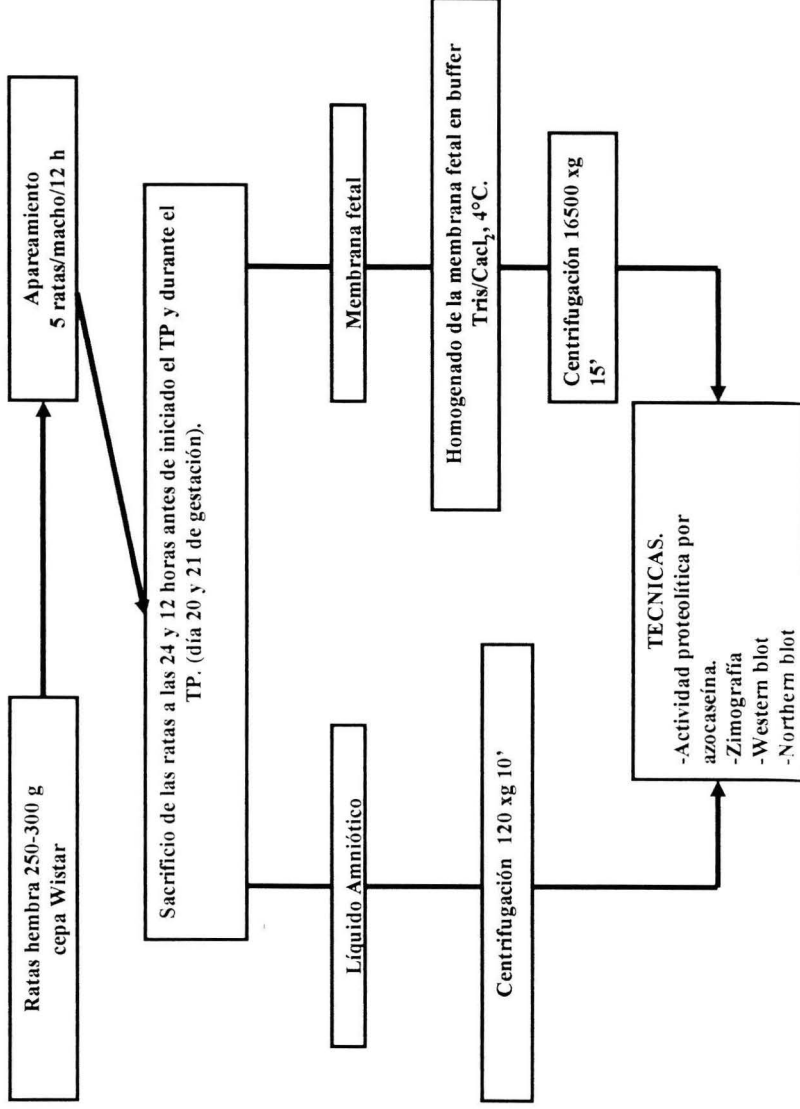 Ratas hembra 250-300 g
cepa Wistar
Apareamiento
5 ratas/macho/12 h
Sacrificio de las ratas a las 24 y 12 horas antes de iniciado el TP y durante el
TP. (día 20 y 21 de gestación).
Líquido Amniótico
Centrifugación 120 xg 10’
Membrana fetal
Homogenado de la membrana fetal en buffer
Tris/Cacl₂, 4°C.
Centrifugación 16500 xg
15’
TECNICAS.
-Actividad proteolítica por
azocaseína.
-Zimografía
-Western blot
-Northern blot